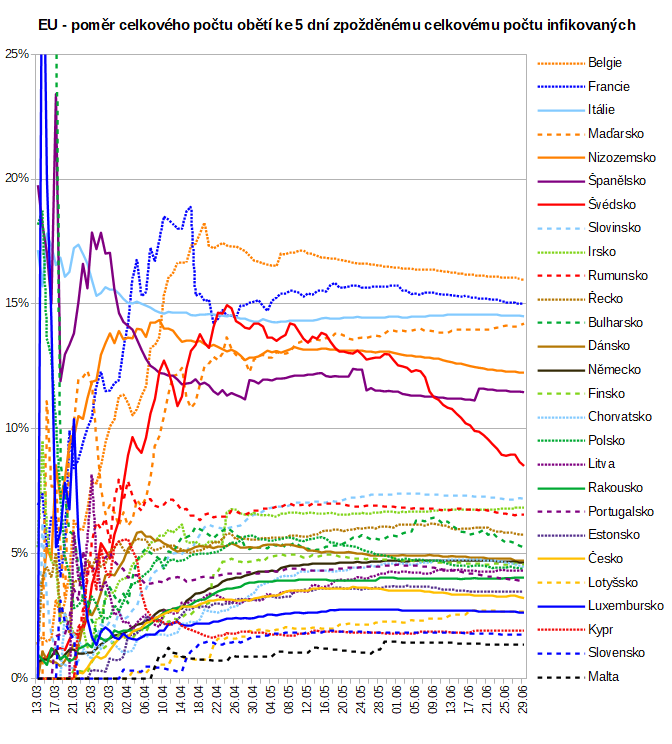 EU - poměr celkového počtu obětí ke 5 dní zpožděnému celkovému počtu infikovaných
25%
20%
15%
10%
5%
0%
13.03
17.03
21.03
25.03
29.03
02.04
06.04
10.04
14.04
18.04
22.04
26.04
30.04
04.05
08.05
12.05
16.05
20.05
24.05
28.05
01.06
05.06
09.06
13.06
17.06
21.06
25.06
29.06
Belgie
Francie
Itálie
Maďarsko
Nizozemsko
Španělsko
Švédsko
Slovinsko
Irsko
Rumunsko
Řecko
Bulharsko
Dánsko
Německo
Finsko
Chorvatsko
Polsko
Litva
Rakousko
Portugalsko
Estonsko
Česko
Lotyšsko
Luxembursko
Kypr
Slovensko
Malta